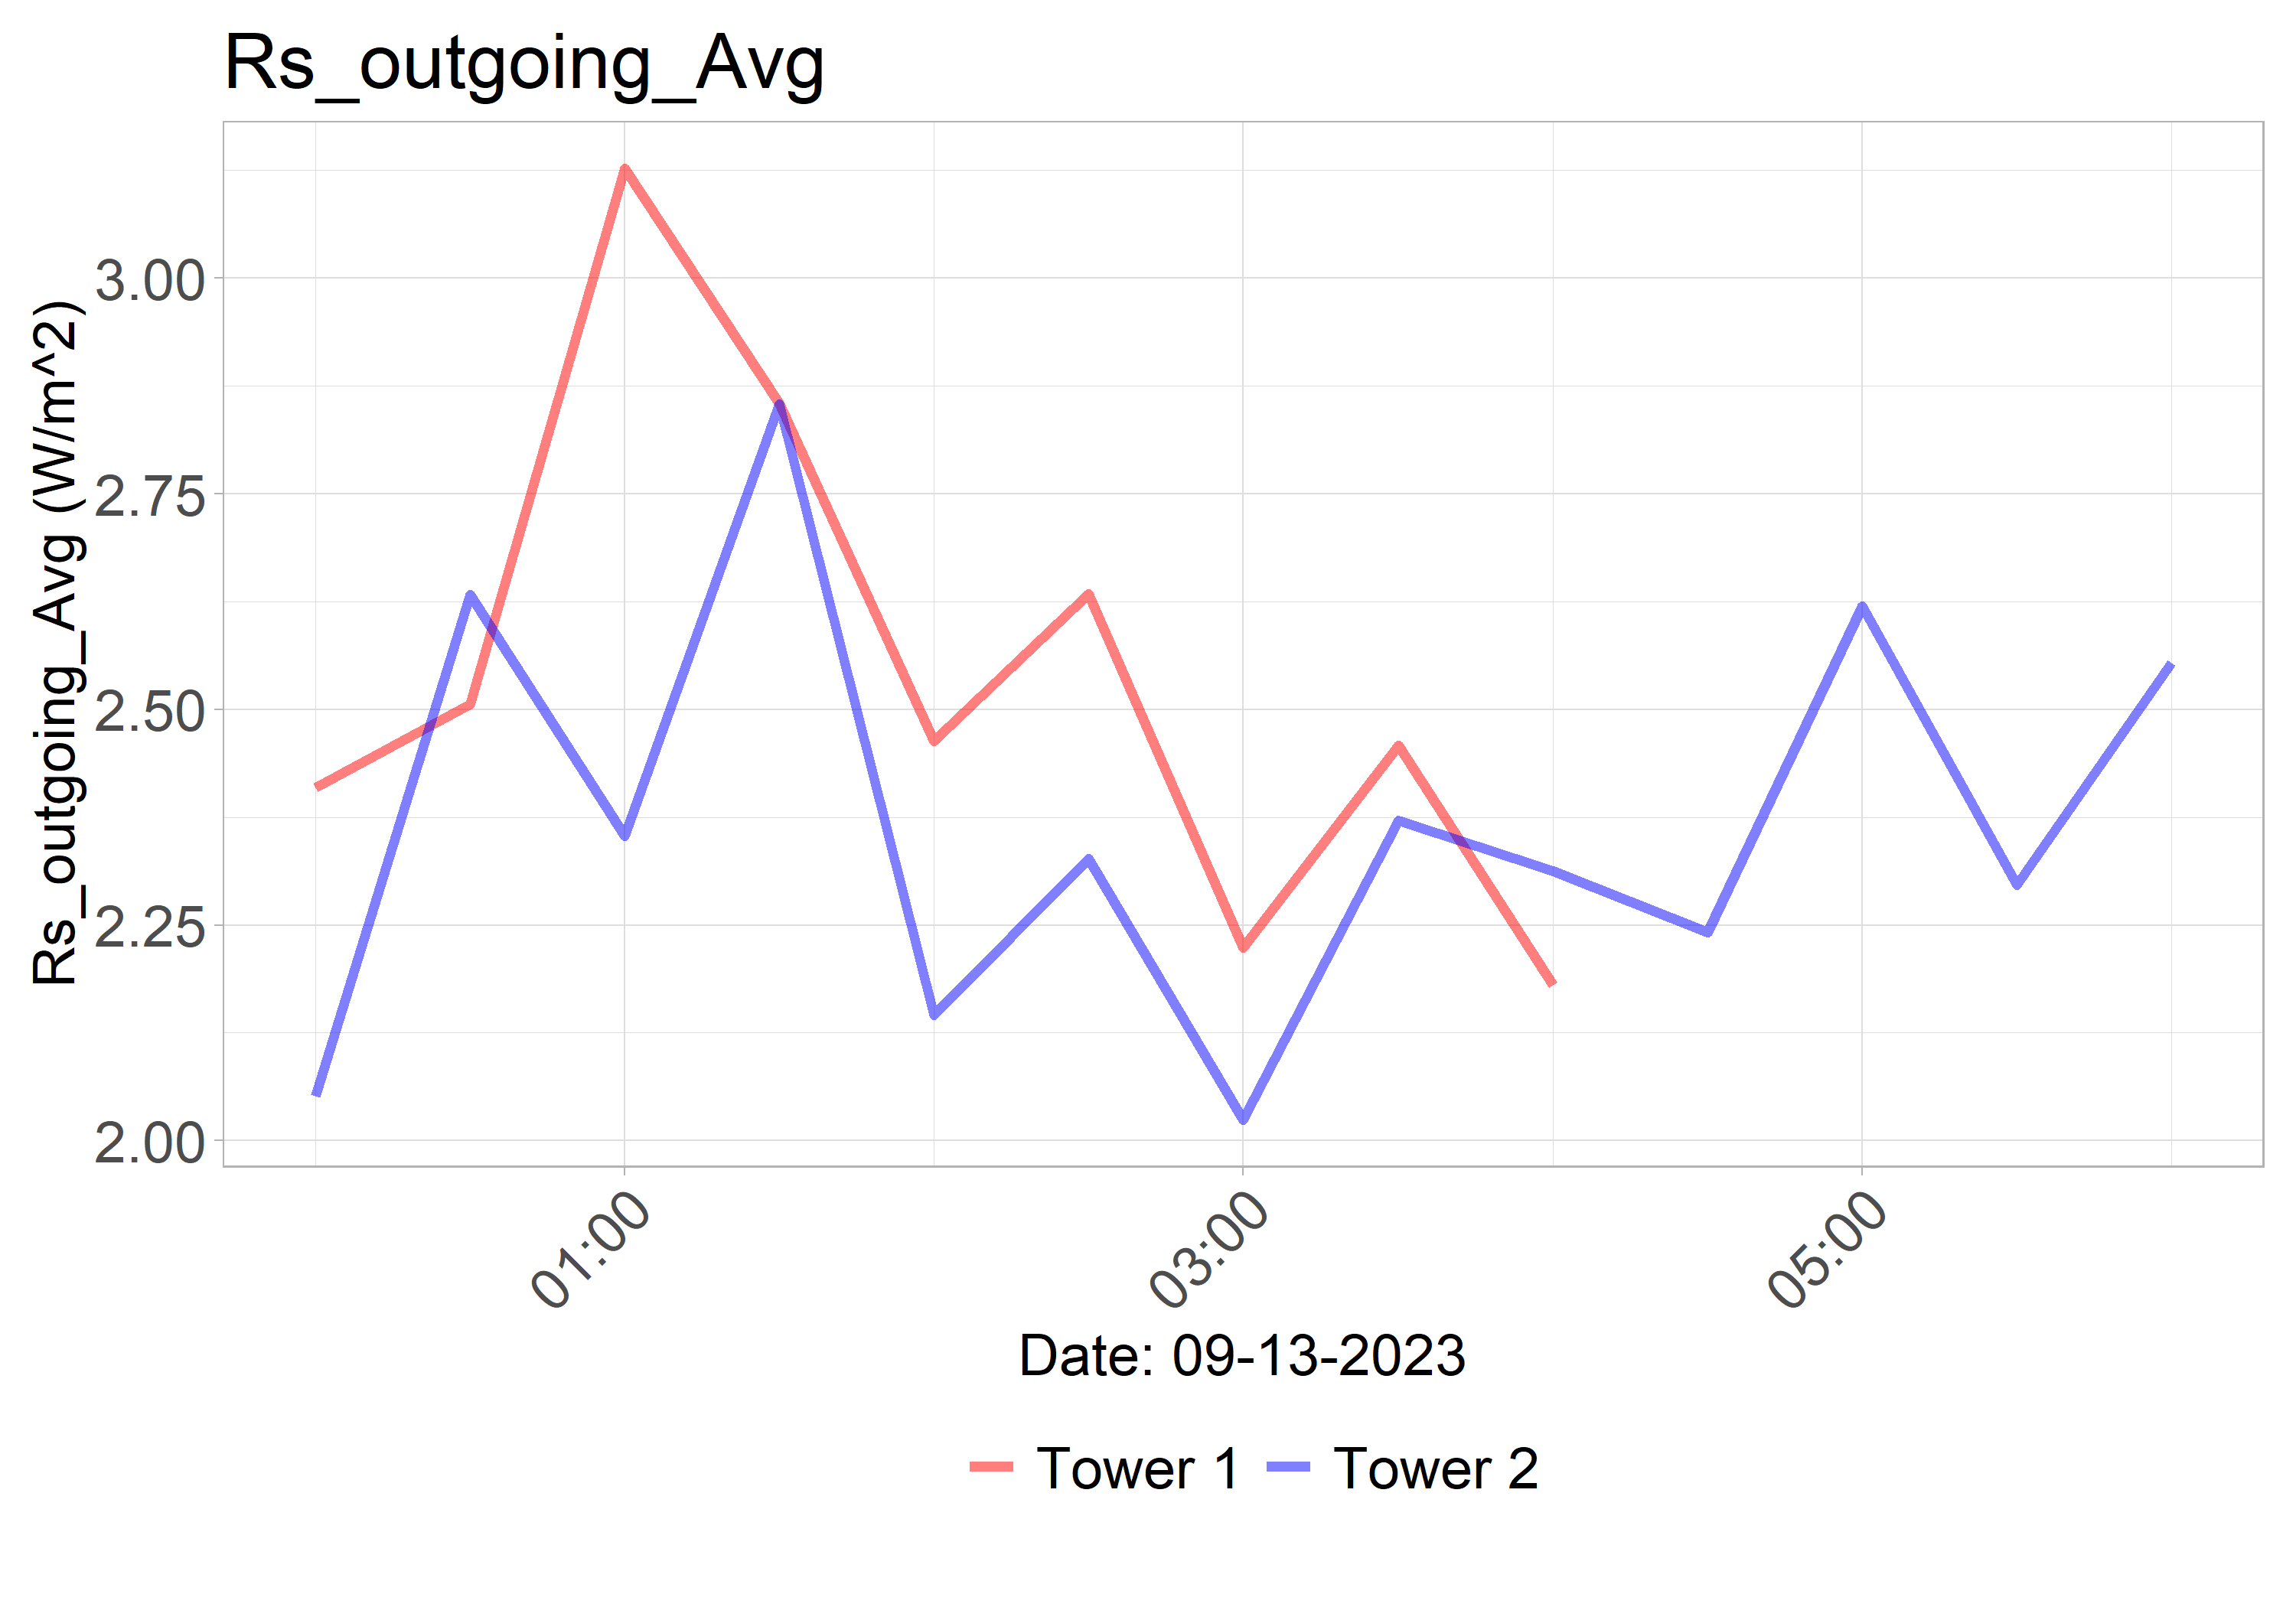 Rs_outgoing_Avg
Rs_outgoing_Avg (W/m^2)
3.00
2.75
2.50
2.25
2.00
01:00
03:00
05:00
Date: 09-13-2023
Tower 1
Tower 2